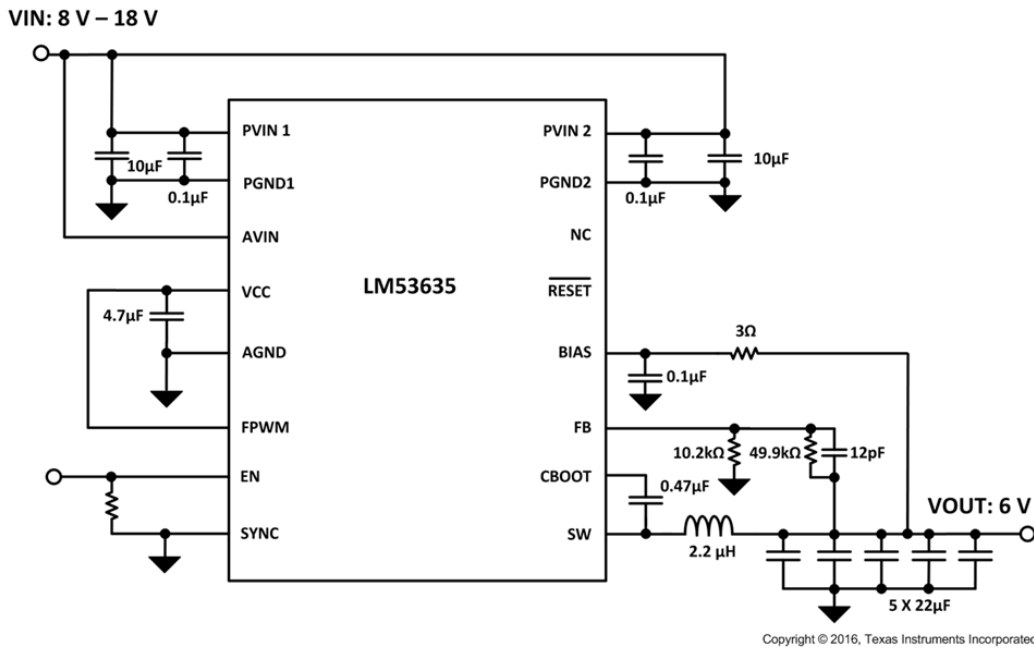 VIN: 8 V – 18 V
PVIN 1
PVIN 2
10µF
0.1µF
PGND1
PGND2
0.1µF
10µF
AVIN
NC
LM53635
VCC
RESET
4.7µF
3Ω
AGND
BIAS
0.1µF
FPWM
FB
10.2kΩ
49.9kΩ
12pF
EN
CBOOT
0.47µF
VOUT: 6 V
SYNC
SW
2.2 µH
5 X 22µF
Copyright © 2016, Texas Instruments Incorporated